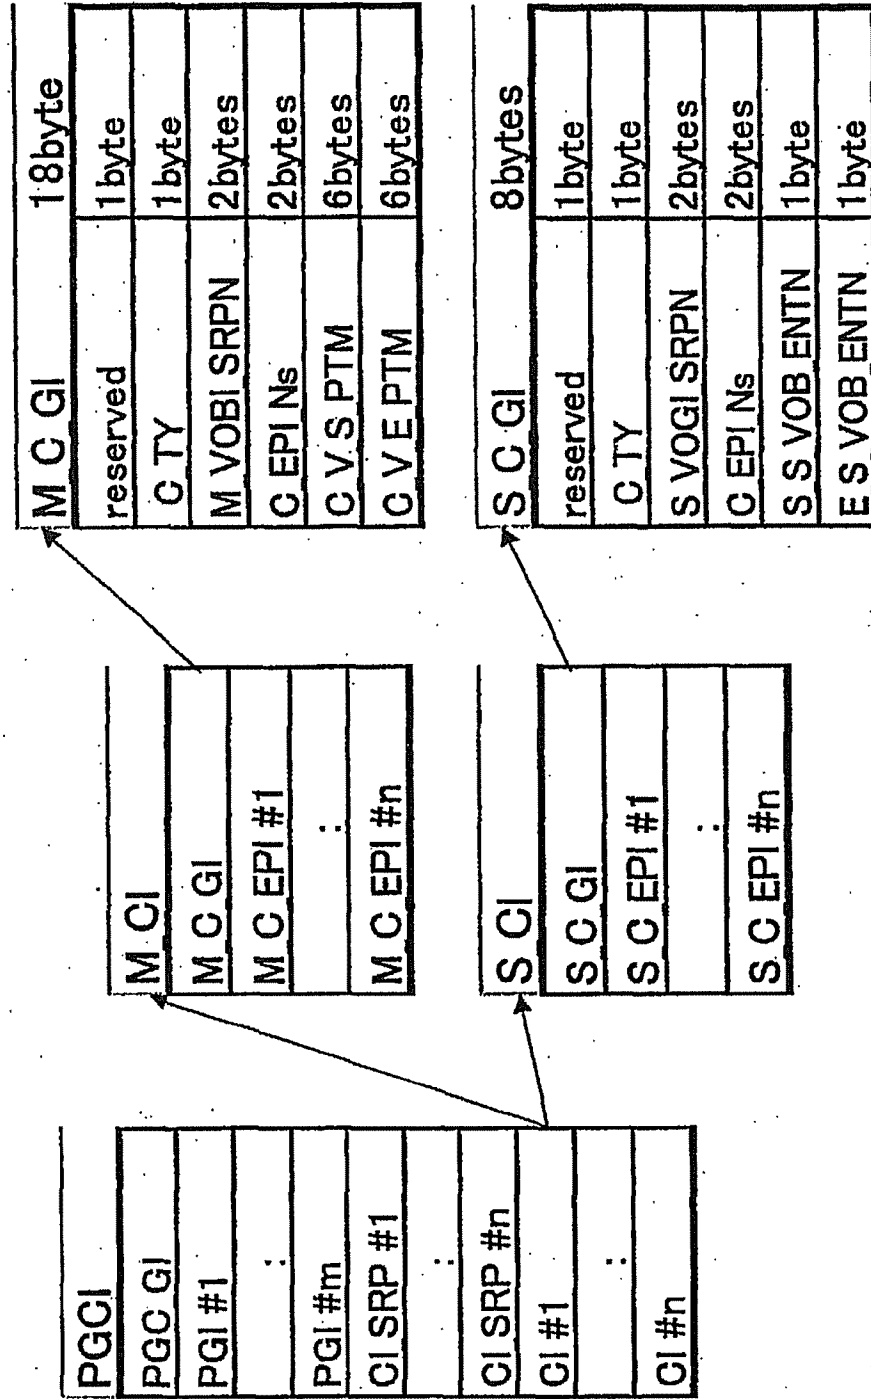 PGCI
PGC GI
PGI #1
:
PGI #m
CI SRP #1
:
CI SRP #n
CI #1
:
CI #n
M CI
M C GI
M C EPI #1
:
M C EPI #n
S CI
S C GI
S C EPI #1
:
S C EPI #n
M C GI 18byte
reserved 1byte
C TY 1byte
M VOBI SRPN 2bytes
C EPI Ns 2bytes
C V S PTM 6bytes
C V E PTM 6bytes
S C GI 8bytes
reserved 1byte
C TY 1byte
S VOGI SRPN 2bytes
C EPI Ns 2bytes
S S VOB ENTN 1byte
E S VOB ENTN 1byte